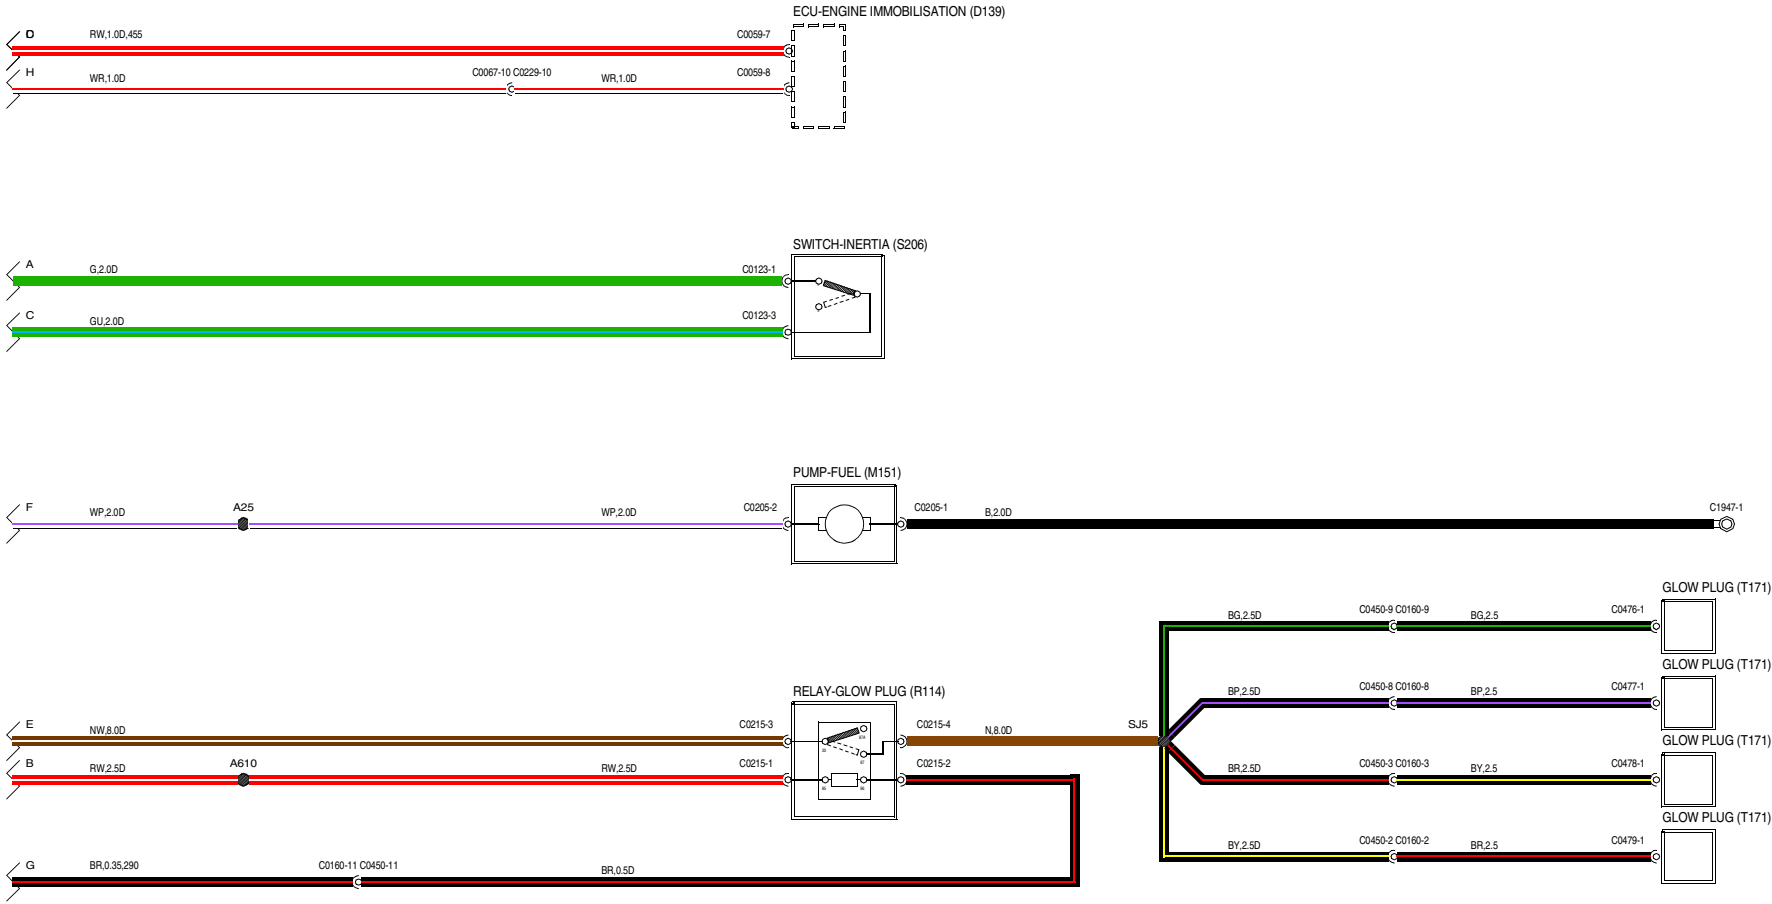 ECU-ENGINE IMMOBILISATION (D139)
D RW,1.0D,455 C0059-7
H WR,1.0D C0067-10 C0229-10 WR,1.0D C0059-8
SWITCH-INERTIA (S206)
A G,2.0D C0123-1
C GU,2.0D C0123-3
PUMP-FUEL (M151)
F WP,2.0D A25 WP,2.0D C0205-2 C0205-1 B,2.0D C1947-1
GLOW PLUG (T171)
BG,2.5D C0450-9 C0160-9 BG,2.5 C0476-1
GLOW PLUG (T171)
BP,2.5D C0450-8 C0160-8 BP,2.5 C0477-1
RELAY-GLOW PLUG (R114)
E NW,8.0D C0215-3 C0215-4 N,8.0D SJ5
87A
30
87
GLOW PLUG (T171)
B RW,2.5D A610 RW,2.5D C0215-1 C0215-2 BR,2.5D C0450-3 C0160-3 BY,2.5 C0478-1
85 86
GLOW PLUG (T171)
BY,2.5D C0450-2 C0160-2 BR,2.5 C0479-1
G BR,0.35,290 C0160-11 C0450-11 BR,0.5D